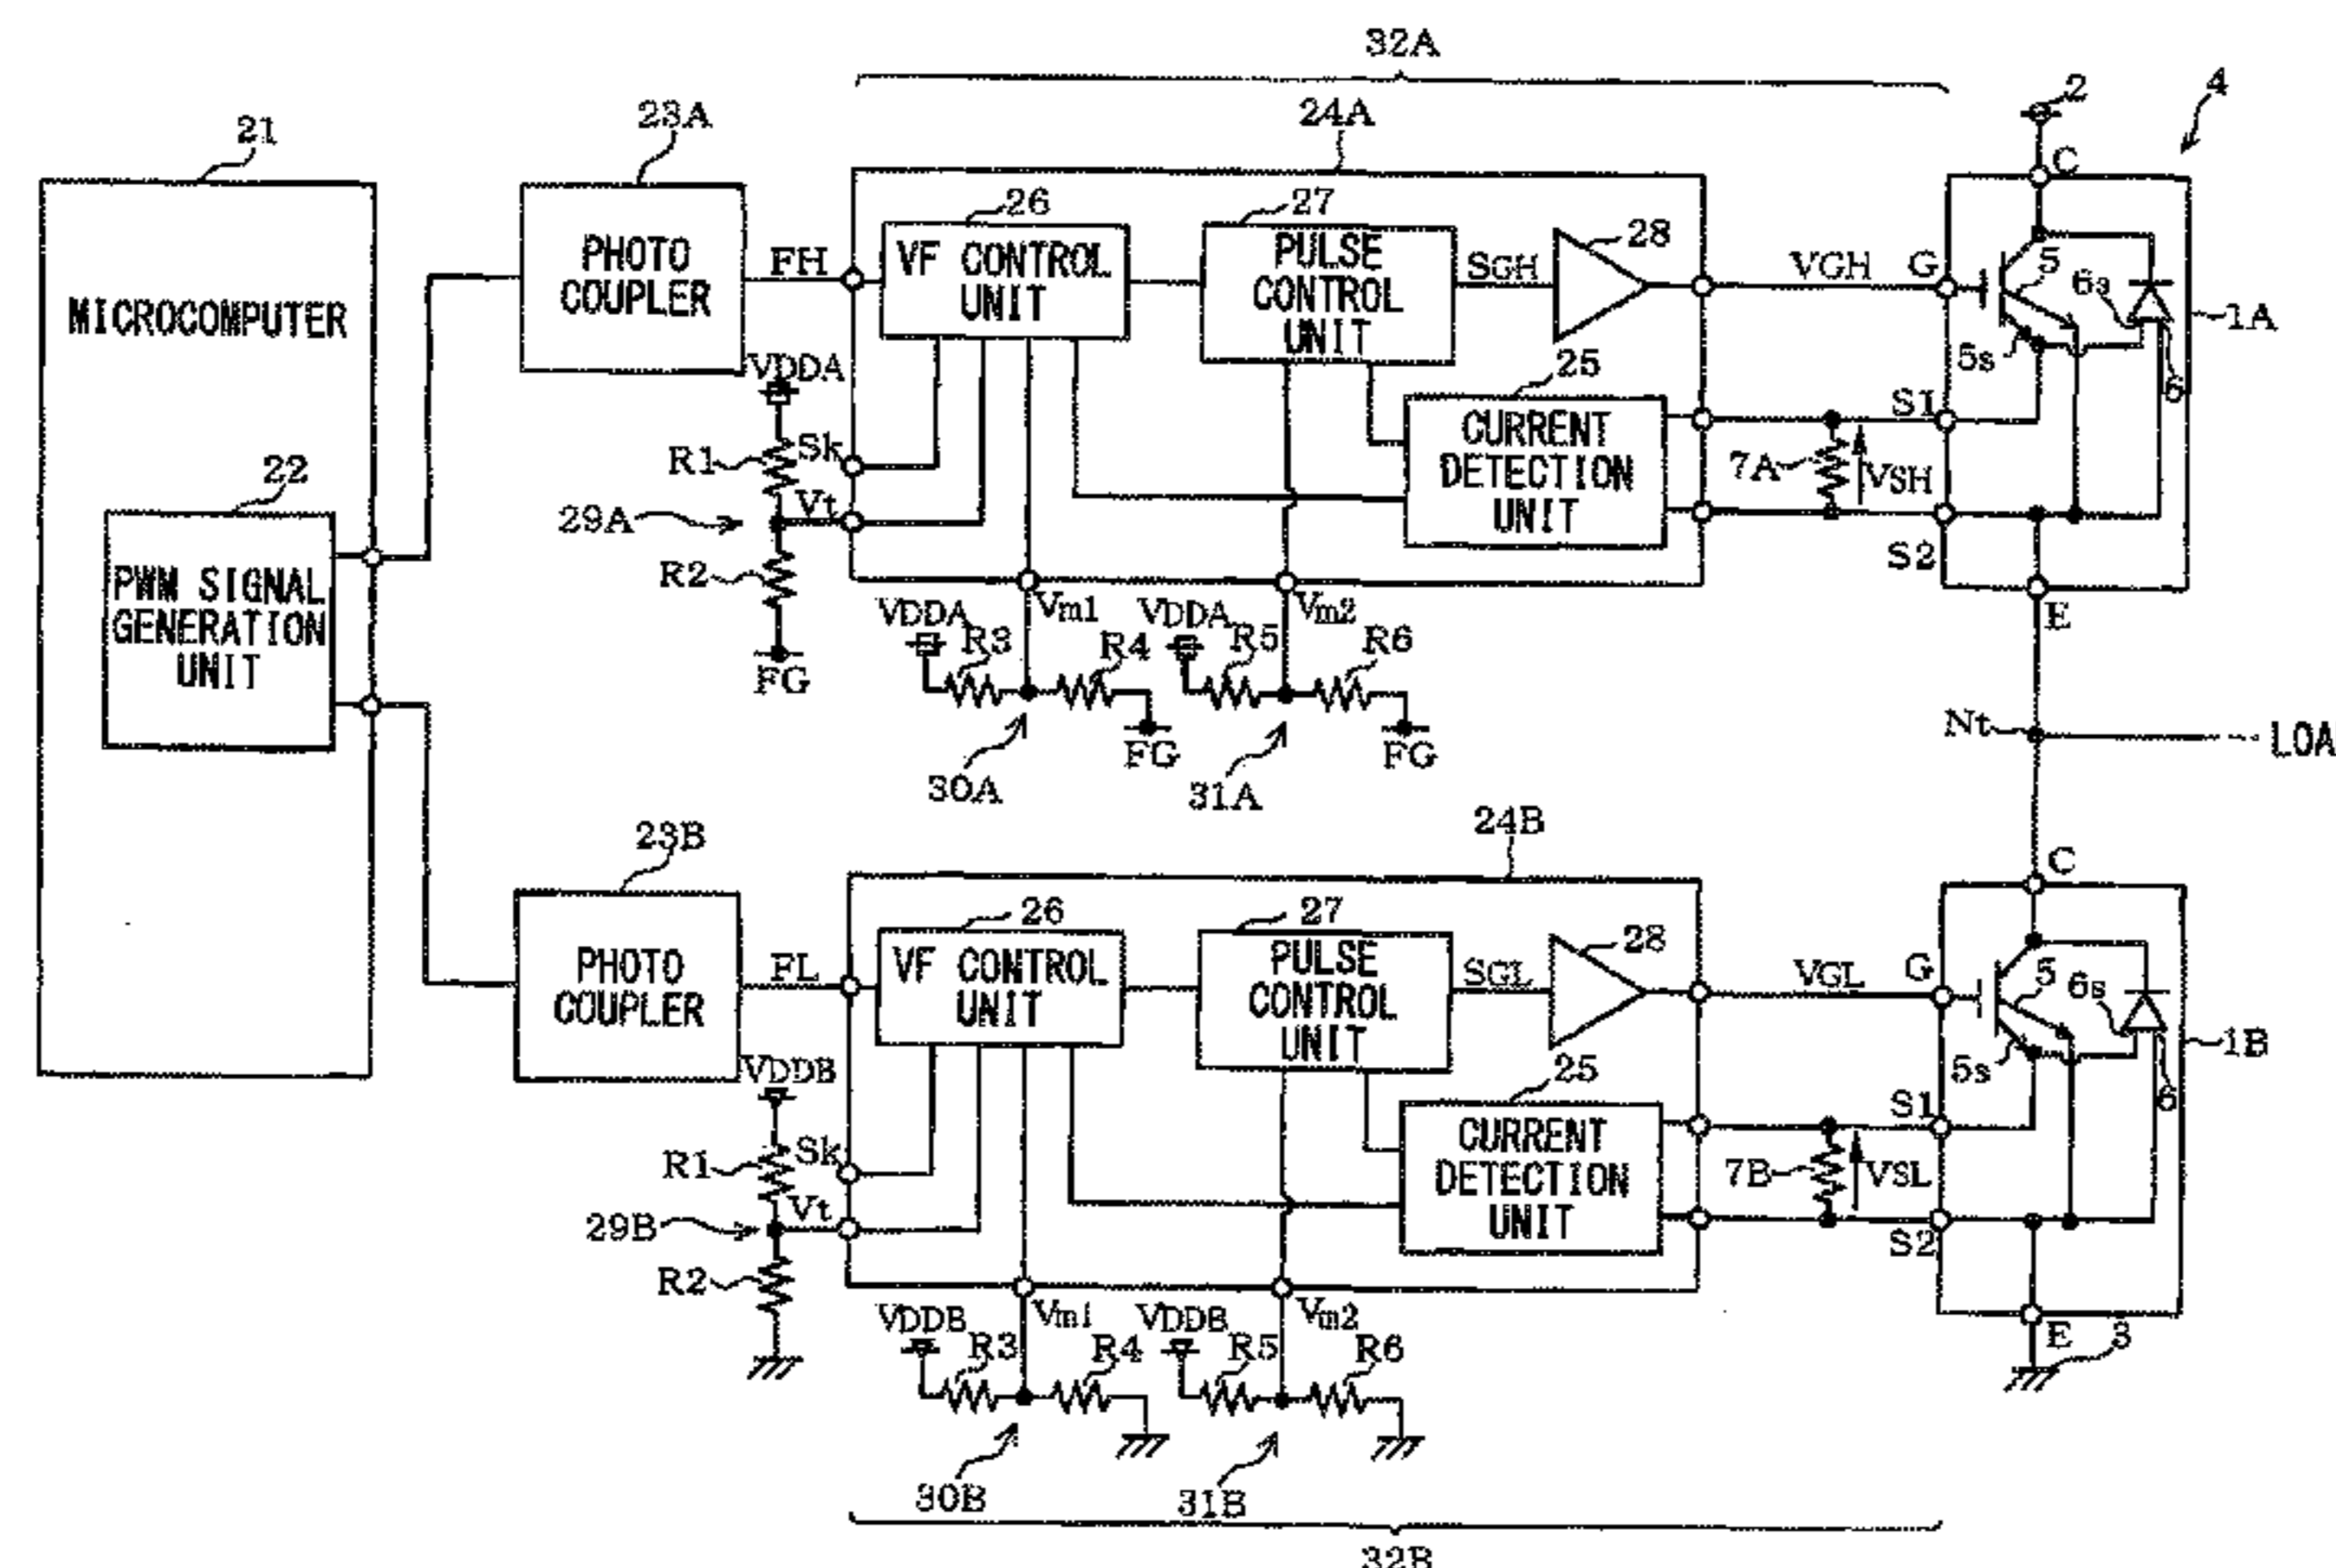 32A
2
4
23A
24A
21
C
26
27
28
PHOTO
COUPLER
FH
VF CONTROL
UNIT
PULSE
CONTROL
UNIT
SGH
VGH
G
5
6s
1A
MICROCOMPUTER
5s
6
VDDA
25
S1
R1
Sk
CURRENT
DETECTION
UNIT
7A
VSH
22
Vt
29A
S2
R2
PWM SIGNAL
GENERATION
UNIT
E
VDDA
Vm1
VDDA
Vm2
R3
R4
R5
R6
FG
Nt
LOA
FG
FG
30A
31A
24B
23B
C
26
27
28
PHOTO
COUPLER
FL
VF CONTROL
UNIT
PULSE
CONTROL
UNIT
SGL
VGL
G
5
6s
1B
VDDB
25
5s
6
S1
R1
Sk
CURRENT
DETECTION
UNIT
7B
VSL
Vt
29B
S2
R2
VDDB
Vm1
VDDB
Vm2
E
3
R3
R4
R5
R6
30B
31B
32B